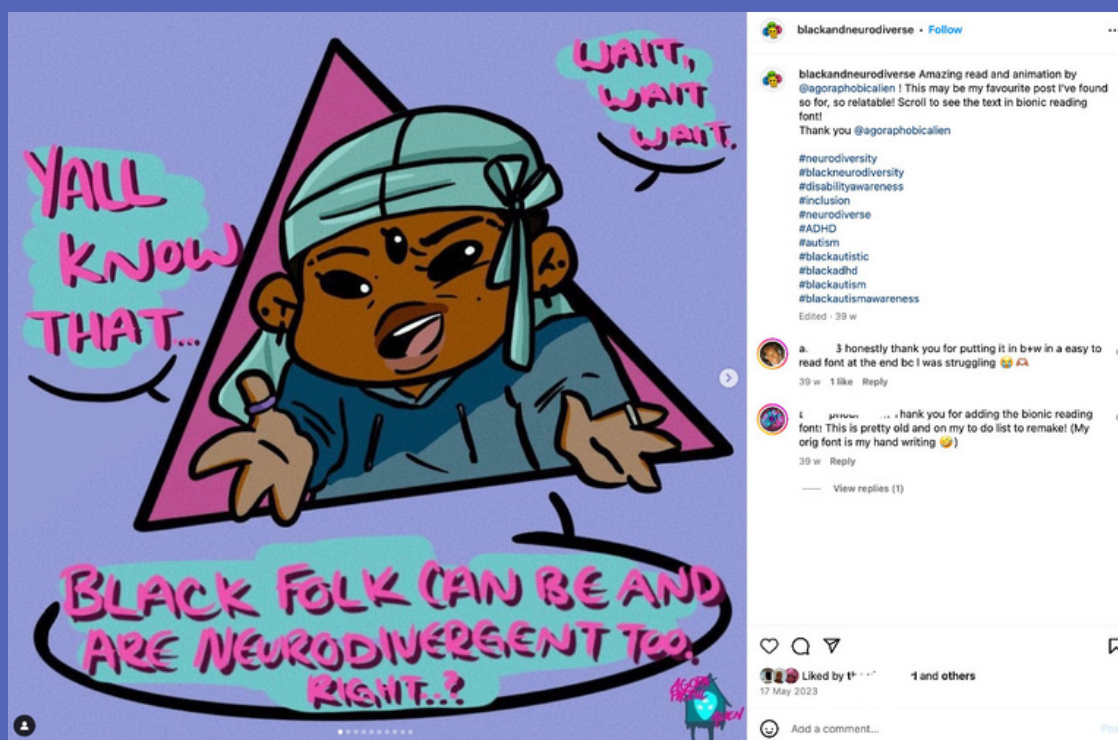 WAIT,
WAIT
WAIT.
YALL
KNOW
THAT...
BLACK FOLK CAN BE AND
ARE NEURODIVERGENT TOO,
RIGHT..?
AGORA
PHOBIC
ALIEN
blackandneurodiverse • Follow
blackandneurodiverse Amazing read and animation by
@agoraphobicalien ! This may be my favourite post I've found
so for, so relatable! Scroll to see the text in bionic reading
font!
Thank you @agoraphobicalien
#neurodiversity
#blackneurodiversity
#disabilityawareness
#inclusion
#neurodiverse
#ADHD
#autism
#blackautistic
#blackadhd
#blackautism
#blackautismawareness
Edited · 39 w
a. 3 honestly thank you for putting it in b+w in a easy to
read font at the end bc I was struggling 😭 🫶🏽
39 w 1 like Reply
hank you for adding the bionic reading
font! This is pretty old and on my to do list to remake! (My
orig font is my hand writing 🤣)
39 w Reply
View replies (1)
Liked by and others
17 May 2023
Add a comment...